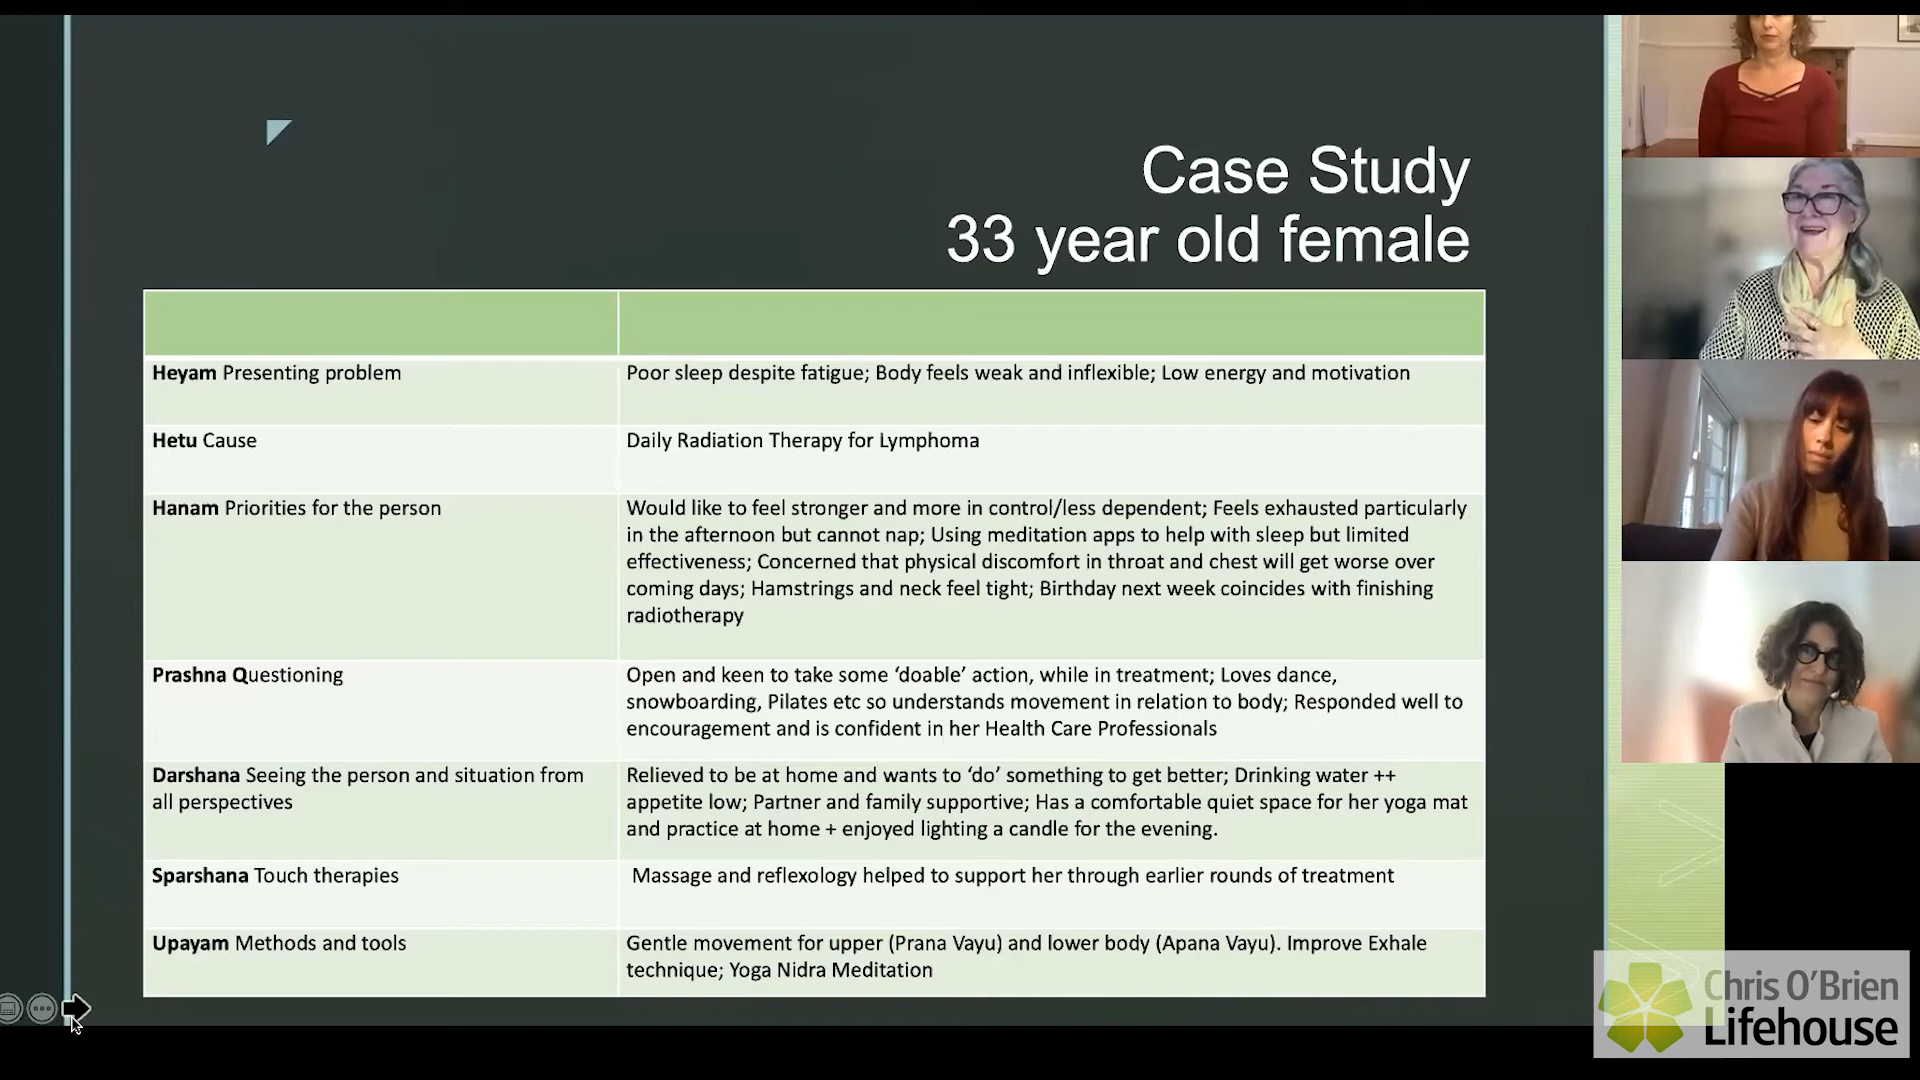 Case Study
33 year old female
Heyam Presenting problem
Poor sleep despite fatigue; Body feels weak and inflexible; Low energy and motivation
Hetu Cause
Daily Radiation Therapy for Lymphoma
Hanam Priorities for the person
Would like to feel stronger and more in control/less dependent; Feels exhausted particularly
in the afternoon but cannot nap; Using meditation apps to help with sleep but limited
effectiveness; Concerned that physical discomfort in throat and chest will get worse over
coming days; Hamstrings and neck feel tight; Birthday next week coincides with finishing
radiotherapy
Prashna Questioning
Open and keen to take some ‘doable’ action, while in treatment; Loves dance,
snowboarding, Pilates etc so understands movement in relation to body; Responded well to
encouragement and is confident in her Health Care Professionals
Darshana Seeing the person and situation from
all perspectives
Relieved to be at home and wants to ‘do’ something to get better; Drinking water ++
appetite low; Partner and family supportive; Has a comfortable quiet space for her yoga mat
and practice at home + enjoyed lighting a candle for the evening.
Sparshana Touch therapies
Massage and reflexology helped to support her through earlier rounds of treatment
Upayam Methods and tools
Gentle movement for upper (Prana Vayu) and lower body (Apana Vayu). Improve Exhale
technique; Yoga Nidra Meditation
Chris O’Brien
Lifehouse